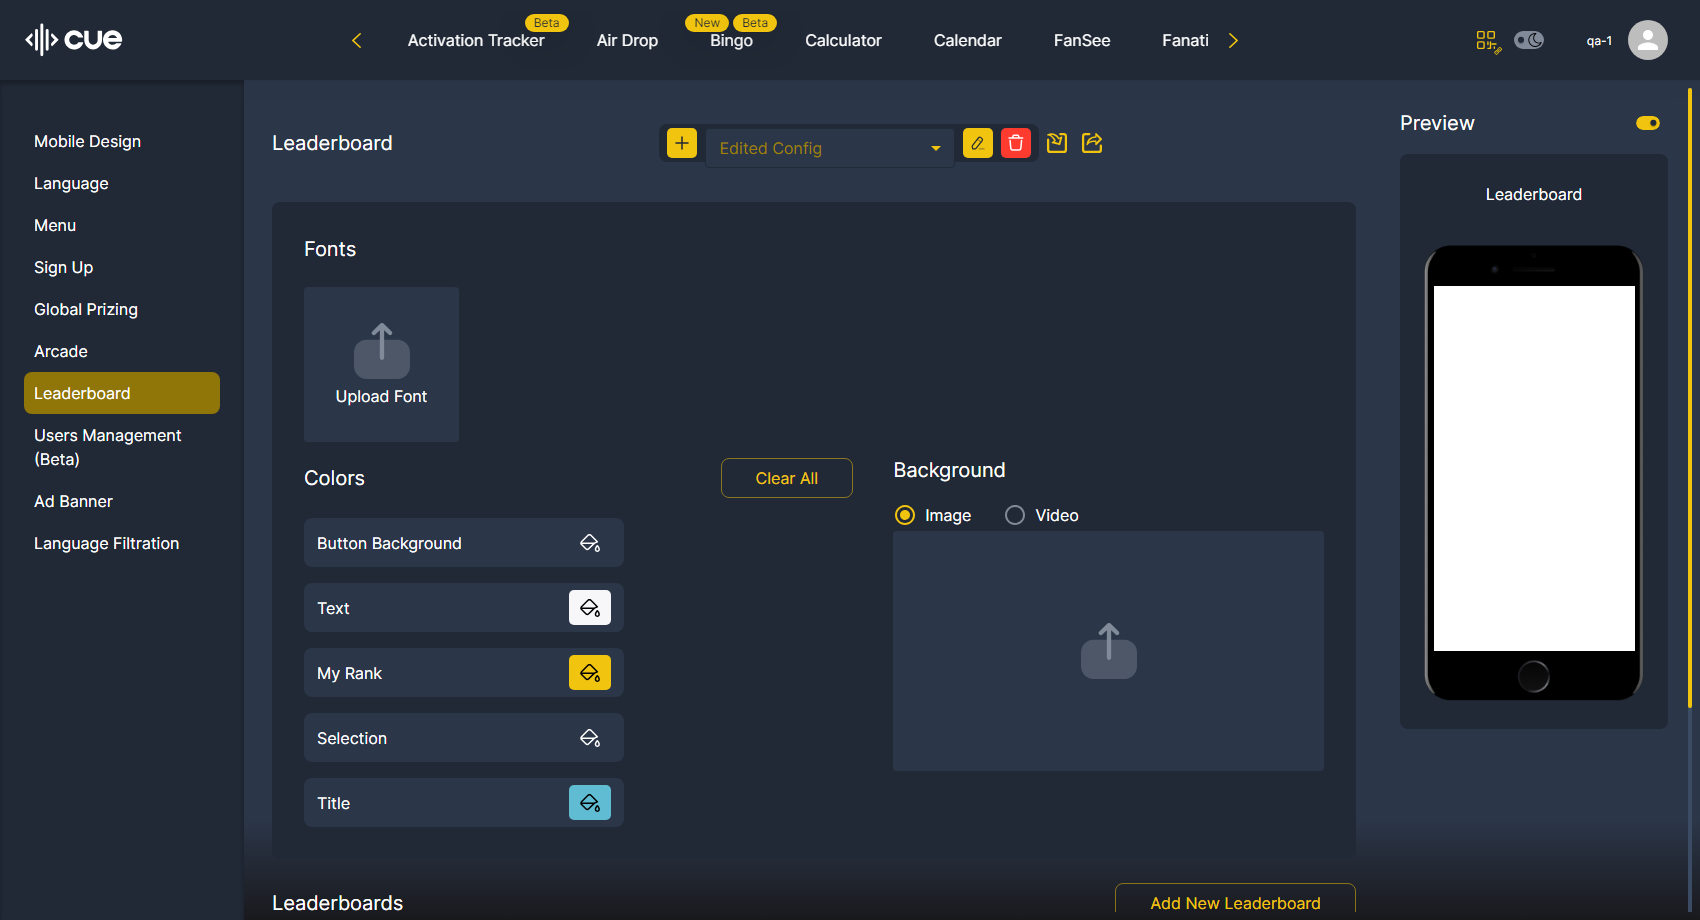 cue
Activation Tracker
Beta
Air Drop
New
Beta
Bingo
Calculator
Calendar
FanSee
Fanati
qa-1
Mobile Design
Language
Menu
Sign Up
Global Prizing
Arcade
Leaderboard
Users Management
(Beta)
Ad Banner
Language Filtration
Leaderboard
Edited Config
Fonts
Upload Font
Colors
Clear All
Button Background
Text
My Rank
Selection
Title
Background
Image
Video
Leaderboards
Add New Leaderboard
Preview
Leaderboard